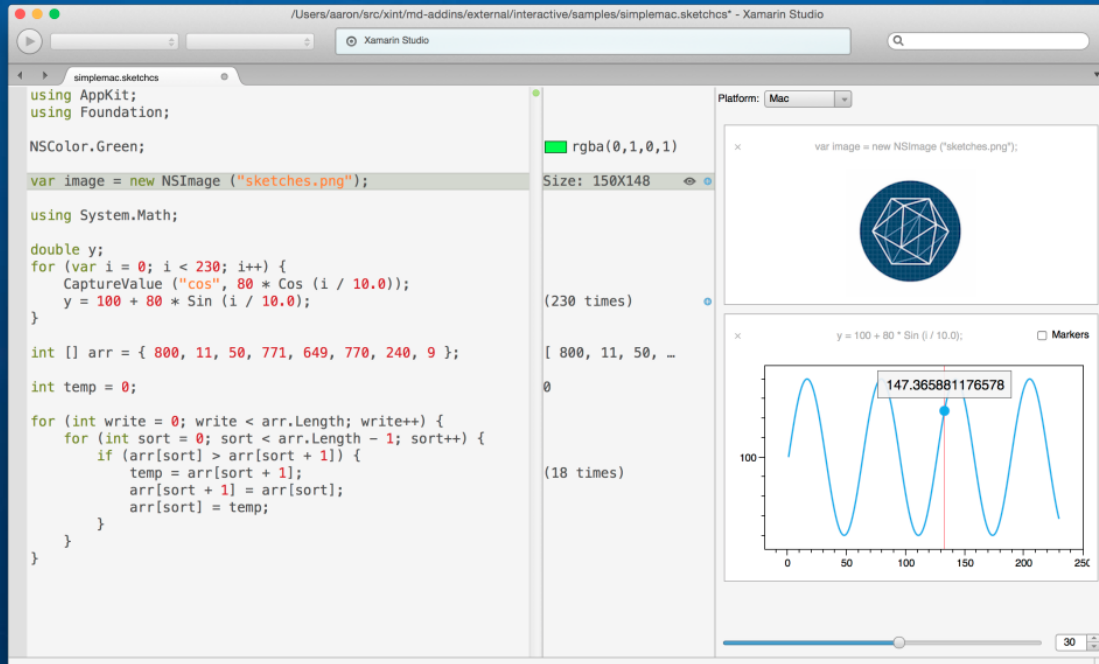 /Users/aaron/src/xint/md-addins/external/interactive/samples/simplemac.sketchcs* - Xamarin Studio
Xamarin Studio
simplemac.sketchcs
using AppKit;
using Foundation;
NSColor.Green;
var image = new NSImage ("sketches.png");
using System.Math;
double y;
for (var i = 0; i < 230; i++) {
    CaptureValue ("cos", 80 * Cos (i / 10.0));
    y = 100 + 80 * Sin (i / 10.0);
}
int [] arr = { 800, 11, 50, 771, 649, 770, 240, 9 };
int temp = 0;
for (int write = 0; write < arr.Length; write++) {
    for (int sort = 0; sort < arr.Length - 1; sort++) {
        if (arr[sort] > arr[sort + 1]) {
            temp = arr[sort + 1];
            arr[sort + 1] = arr[sort];
            arr[sort] = temp;
        }
    }
}
rgba(0,1,0,1)
Size: 150X148
(230 times)
[ 800, 11, 50, …
0
(18 times)
Platform: Mac
× var image = new NSImage ("sketches.png");
× y = 100 + 80 * Sin (i / 10.0); Markers
147.365881176578
100
0 50 100 150 200 250
30